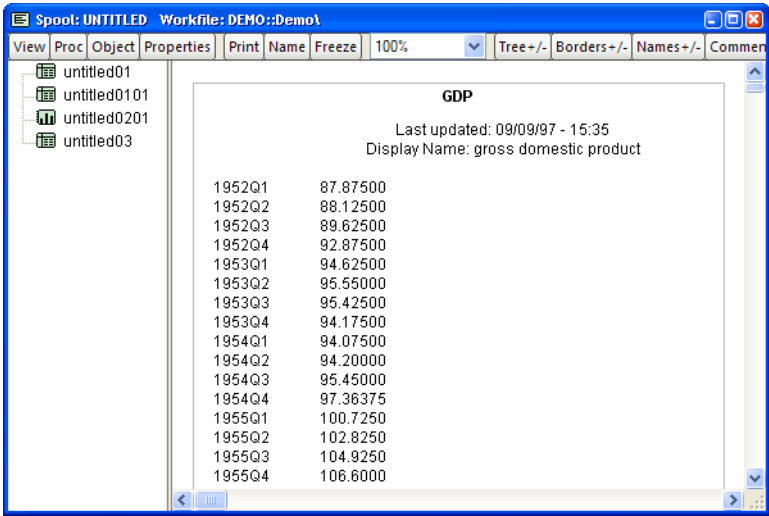 Spool: UNTITLED Workfile: DEMO::Demo\
View Proc Object Properties Print Name Freeze 100% Tree+/- Borders+/- Names+/- Commen
untitled01
untitled0101
untitled0201
untitled03
GDP
Last updated: 09/09/97 - 15:35
Display Name: gross domestic product
1952Q1 87.87500
1952Q2 88.12500
1952Q3 89.62500
1952Q4 92.87500
1953Q1 94.62500
1953Q2 95.55000
1953Q3 95.42500
1953Q4 94.17500
1954Q1 94.07500
1954Q2 94.20000
1954Q3 95.45000
1954Q4 97.36375
1955Q1 100.7250
1955Q2 102.8250
1955Q3 104.9250
1955Q4 106.6000